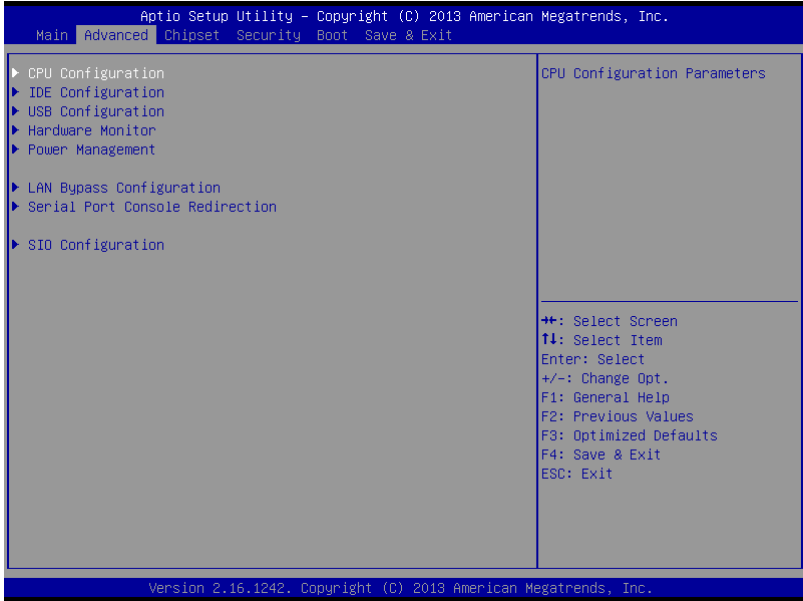 Aptio Setup Utility – Copyright (C) 2013 American Megatrends, Inc.
Main Advanced Chipset Security Boot Save & Exit
▶ CPU Configuration
▶ IDE Configuration
▶ USB Configuration
▶ Hardware Monitor
▶ Power Management
▶ LAN Bypass Configuration
▶ Serial Port Console Redirection
▶ SIO Configuration
CPU Configuration Parameters
→←: Select Screen
↑↓: Select Item
Enter: Select
+/-: Change Opt.
F1: General Help
F2: Previous Values
F3: Optimized Defaults
F4: Save & Exit
ESC: Exit
Version 2.16.1242. Copyright (C) 2013 American Megatrends, Inc.